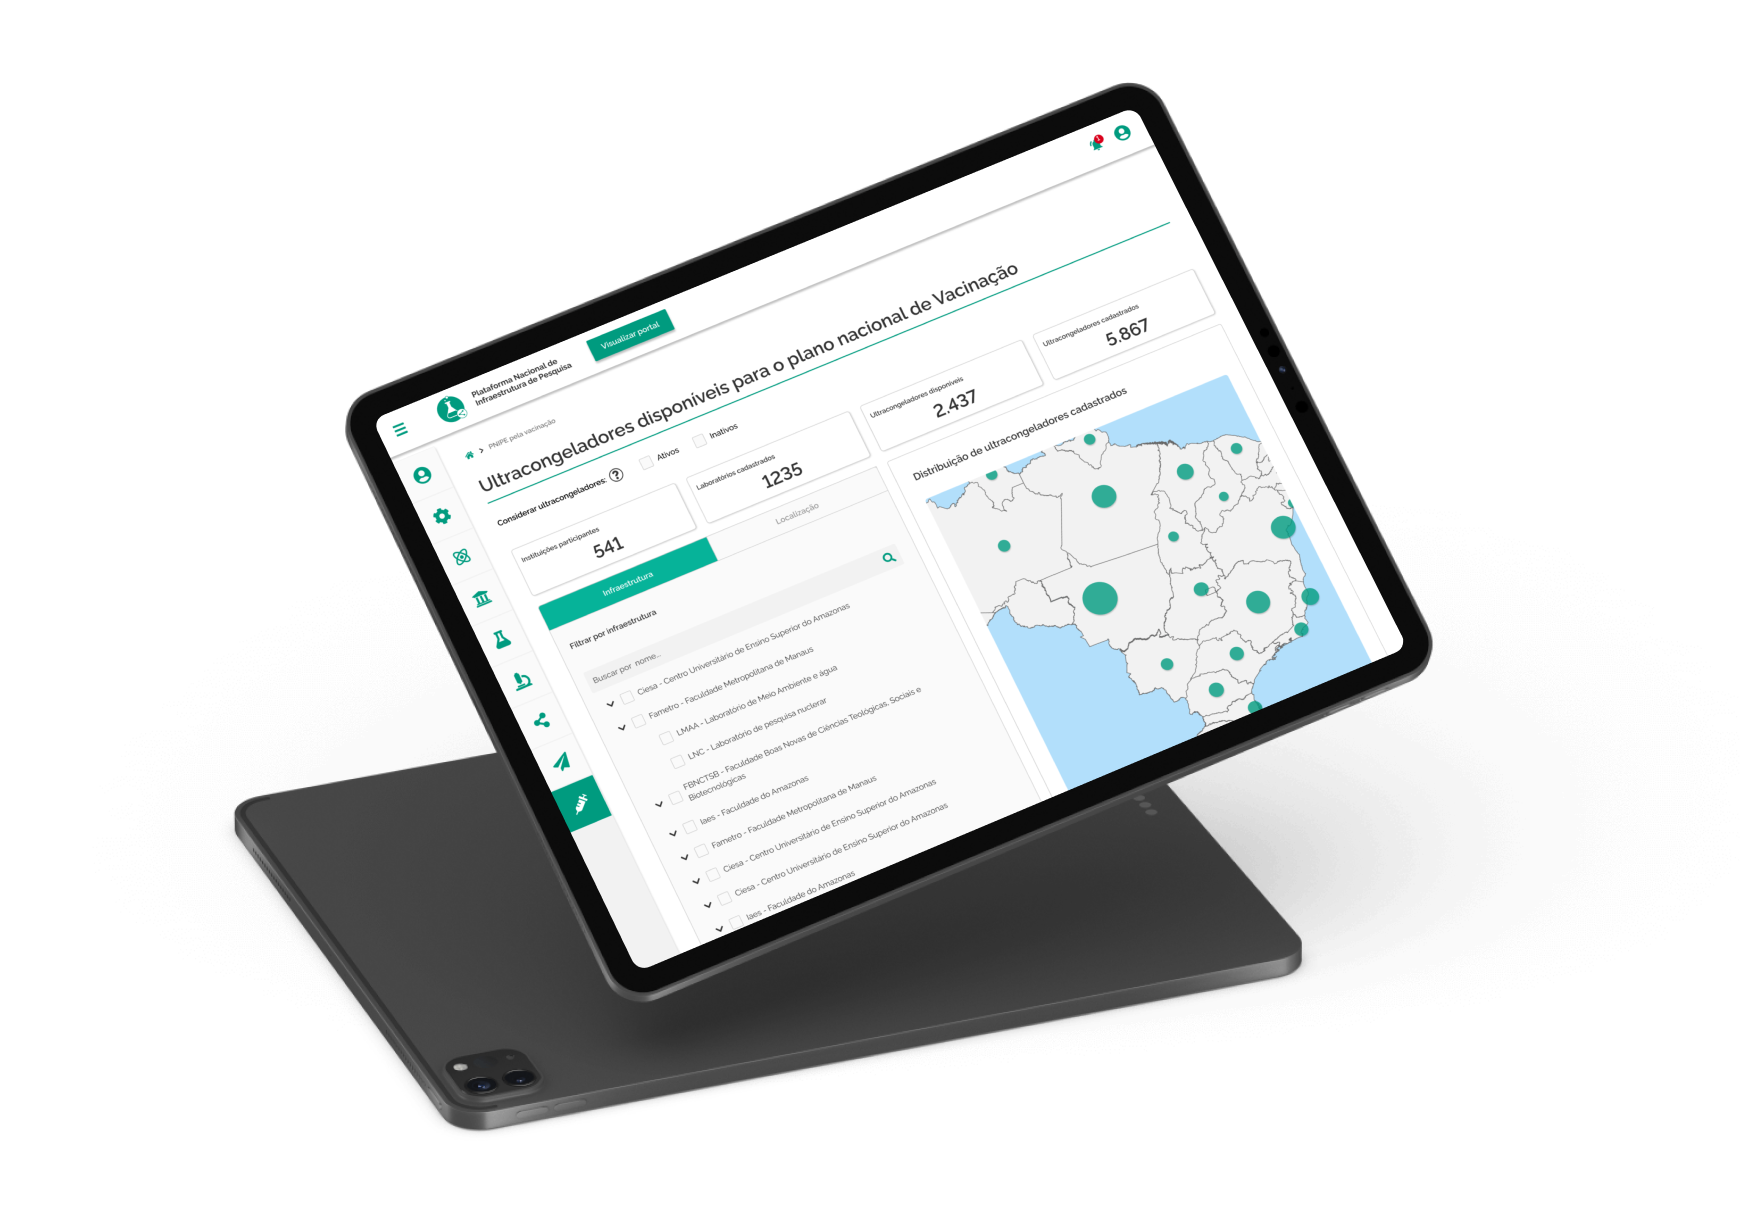 Plataforma Nacional de
Infraestrutura de Pesquisa
Visualizar portal
PNIPE pela vacinação
Ultracongeladores disponíveis para o plano nacional de Vacinação
Considerar ultracongeladores:
?
Ativos
Inativos
Instituições participantes
541
Laboratórios cadastrados
1235
Ultracongeladores disponíveis
2.437
Ultracongeladores cadastrados
5.867
Infraestrutura
Localização
Filtrar por infraestrutura
Buscar por nome...
Ciesa - Centro Universitário de Ensino Superior do Amazonas
Fametro - Faculdade Metropolitana de Manaus
LMAA - Laboratório de Meio Ambiente e água
LNC - Laboratório de pesquisa nuclerar
FBNCTSB - Faculdade Boas Novas de Ciências Teológicas, Sociais e
Biotecnológicas
Iaes - Faculdade do Amazonas
Fametro - Faculdade Metropolitana de Manaus
Ciesa - Centro Universitário de Ensino Superior do Amazonas
Ciesa - Centro Universitário de Ensino Superior do Amazonas
Iaes - Faculdade do Amazonas
Distribuição de ultracongeladores cadastrados